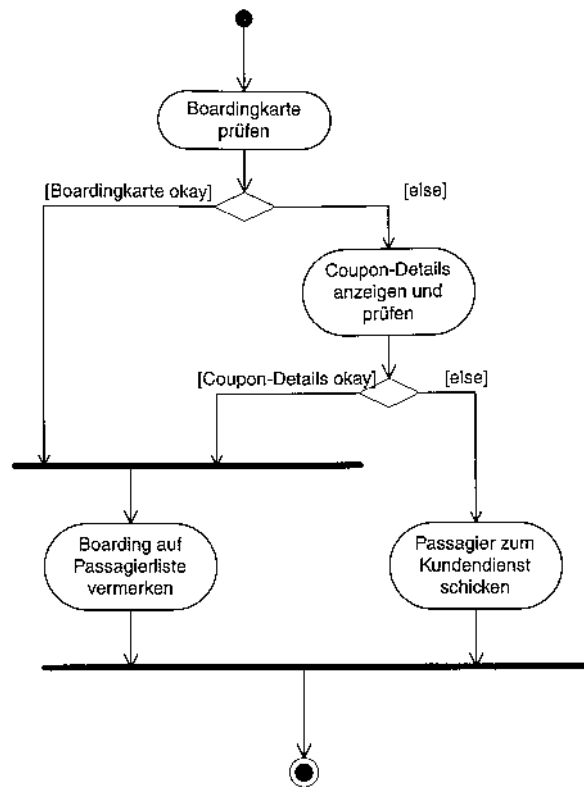 Boardingkarte
prüfen
[Boardingkarte okay]
[else]
Coupon-Details
anzeigen und
prüfen
[Coupon-Details okay]
[else]
Boarding auf
Passagierliste
vermerken
Passagier zum
Kundendienst
schicken